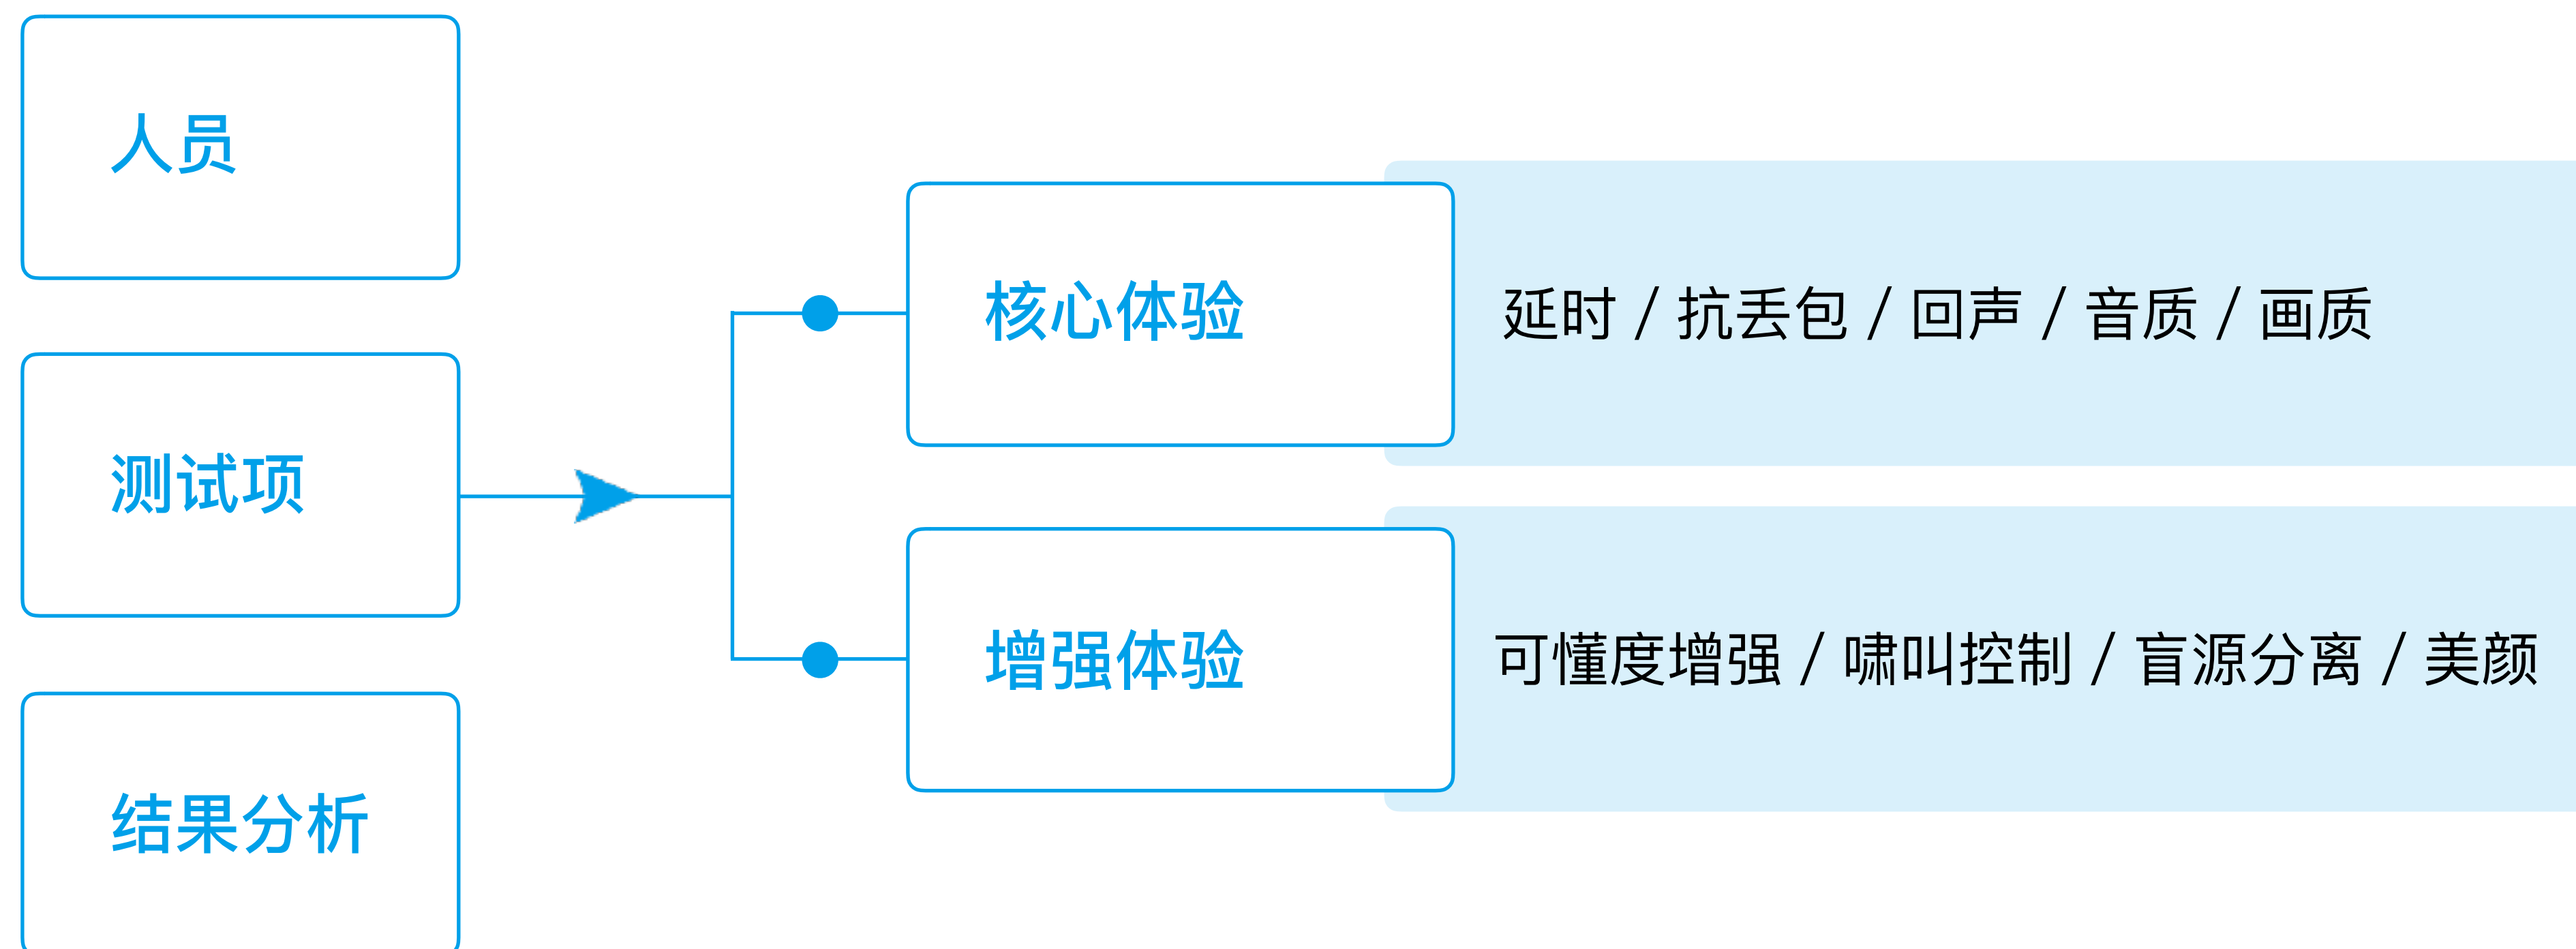 人员
测试项
结果分析
核心体验
延时 / 抗丢包 / 回声 / 音质 / 画质
增强体验
可懂度增强 / 啸叫控制 / 盲源分离 / 美颜